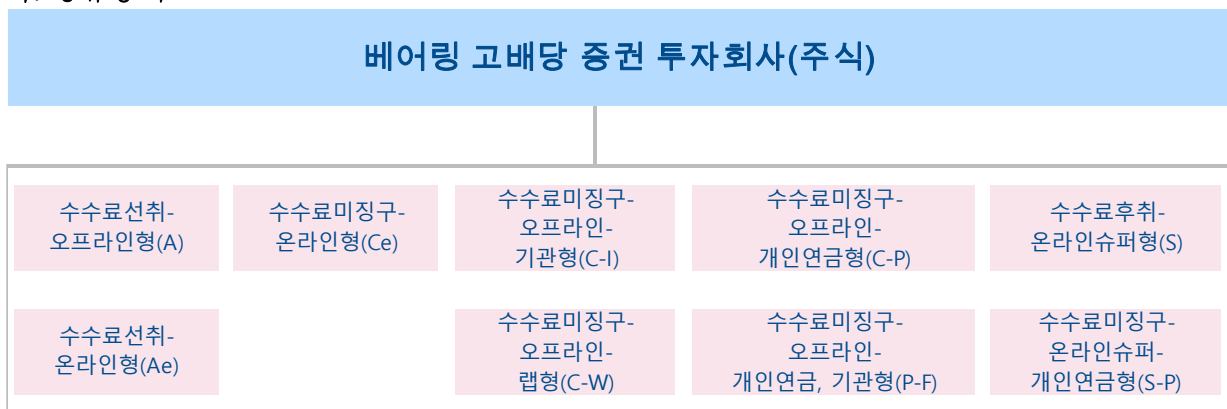 베어링 고배당 증권 투자회사(주식)
수수료선취-
오프라인형(A)
수수료미징구-
온라인형(Ce)
수수료미징구-
오프라인-
기관형(C-I)
수수료미징구-
오프라인-
개인연금형(C-P)
수수료후취-
온라인슈퍼형(S)
수수료선취-
온라인형(Ae)
수수료미징구-
오프라인-
랩형(C-W)
수수료미징구-
오프라인-
개인연금, 기관형(P-F)
수수료미징구-
온라인슈퍼-
개인연금형(S-P)